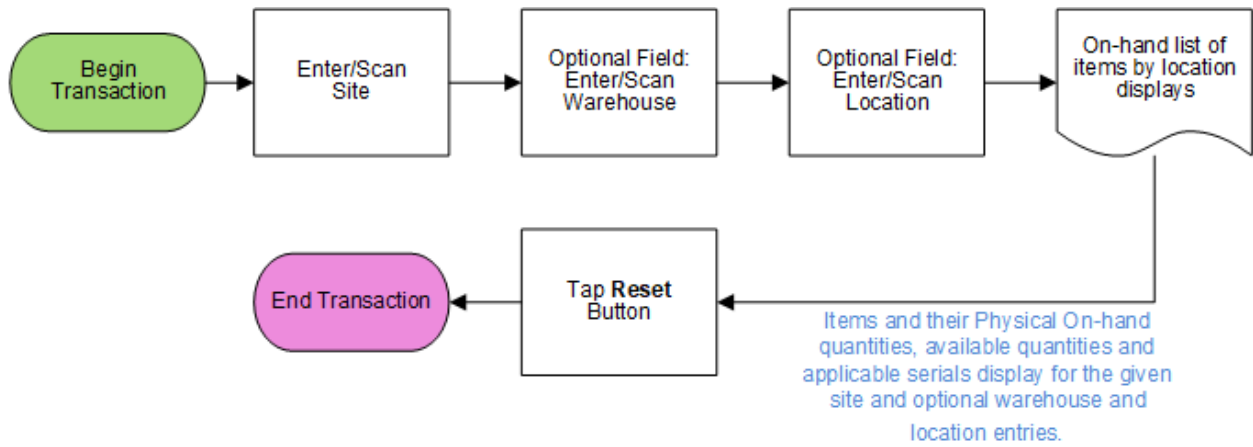 Begin
Transaction
Enter/Scan
Site
Optional Field:
Enter/Scan
Warehouse
Optional Field:
Enter/Scan
Location
On-hand list of
items by location
displays
End Transaction
Tap Reset
Button
Items and their Physical On-hand
quantities, available quantities and
applicable serials display for the given
site and optional warehouse and
location entries.